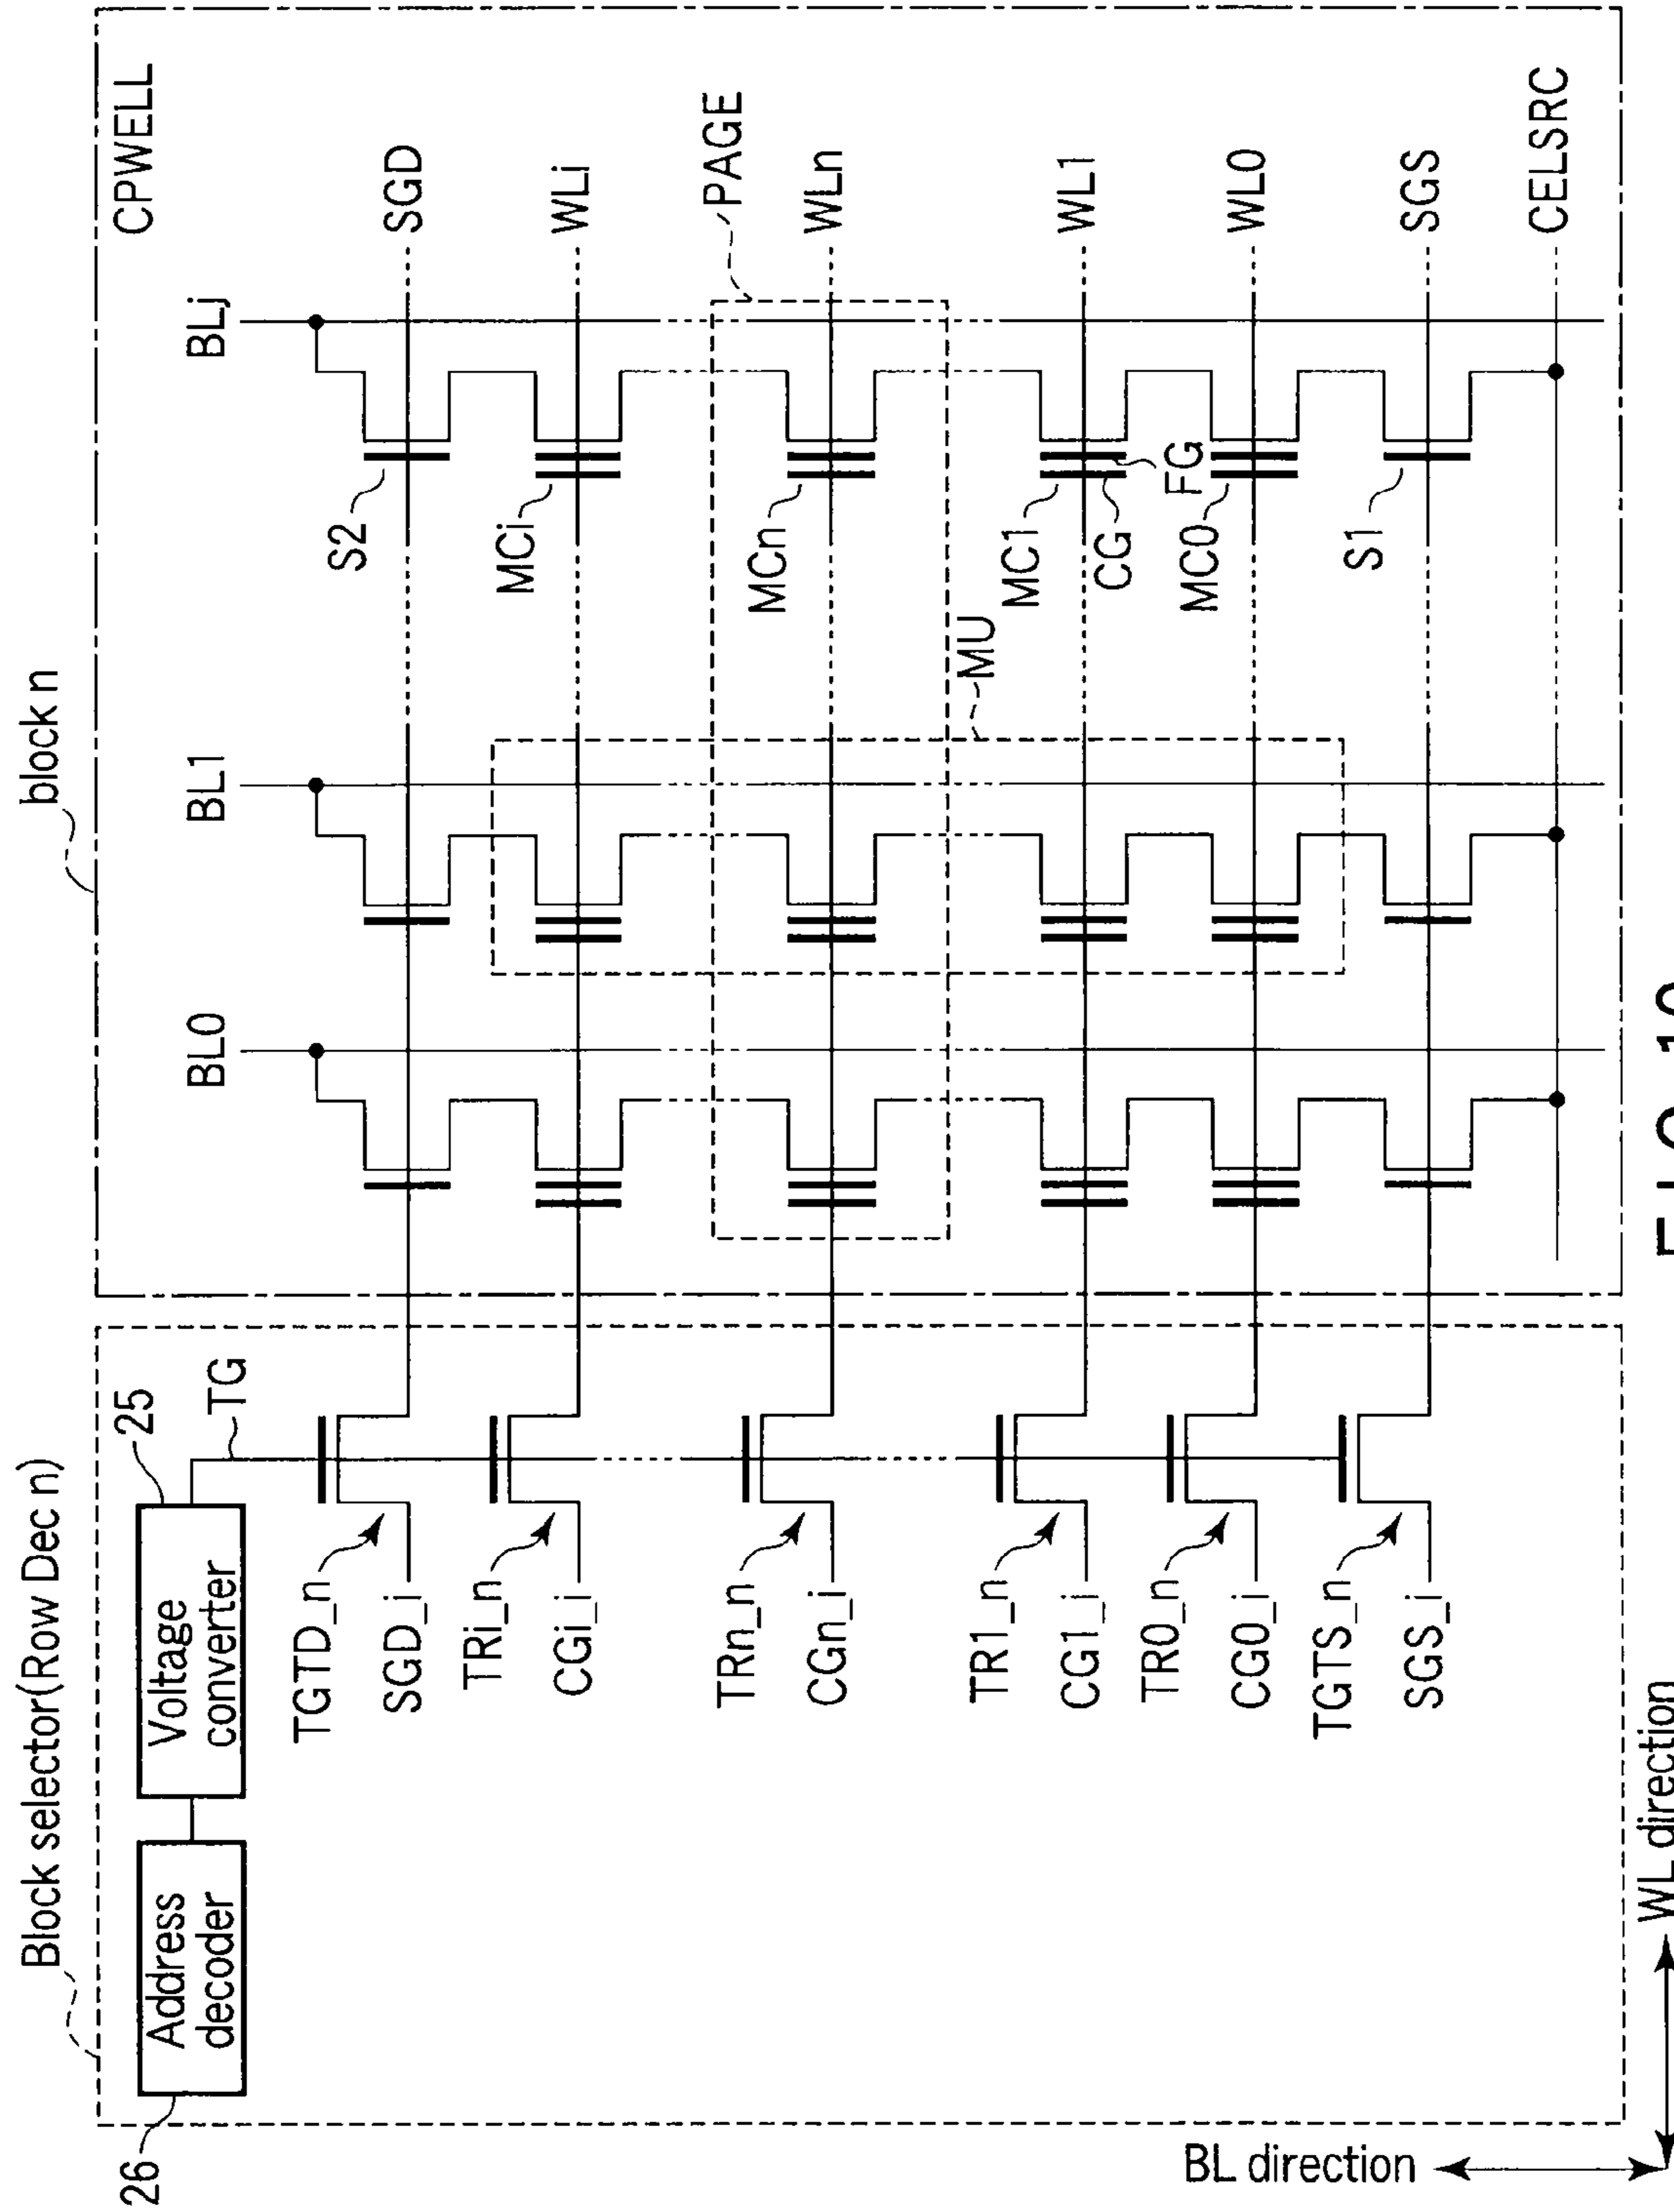 Block selector(Row Dec n)
block n
26
Address
decoder
Voltage
converter
25
TG
CPWELL
BL0
BL1
BLj
TGTD_n
SGD_i
S2
SGD
TRi_n
CGi_i
MCi
WLi
PAGE
TRn_n
CGn_i
MCn
WLn
MU
TR1_n
CG1_i
MC1
CG
FG
WL1
TR0_n
CG0_i
MC0
WL0
TGTS_n
SGS_i
S1
SGS
CELSRC
BL direction
WL direction